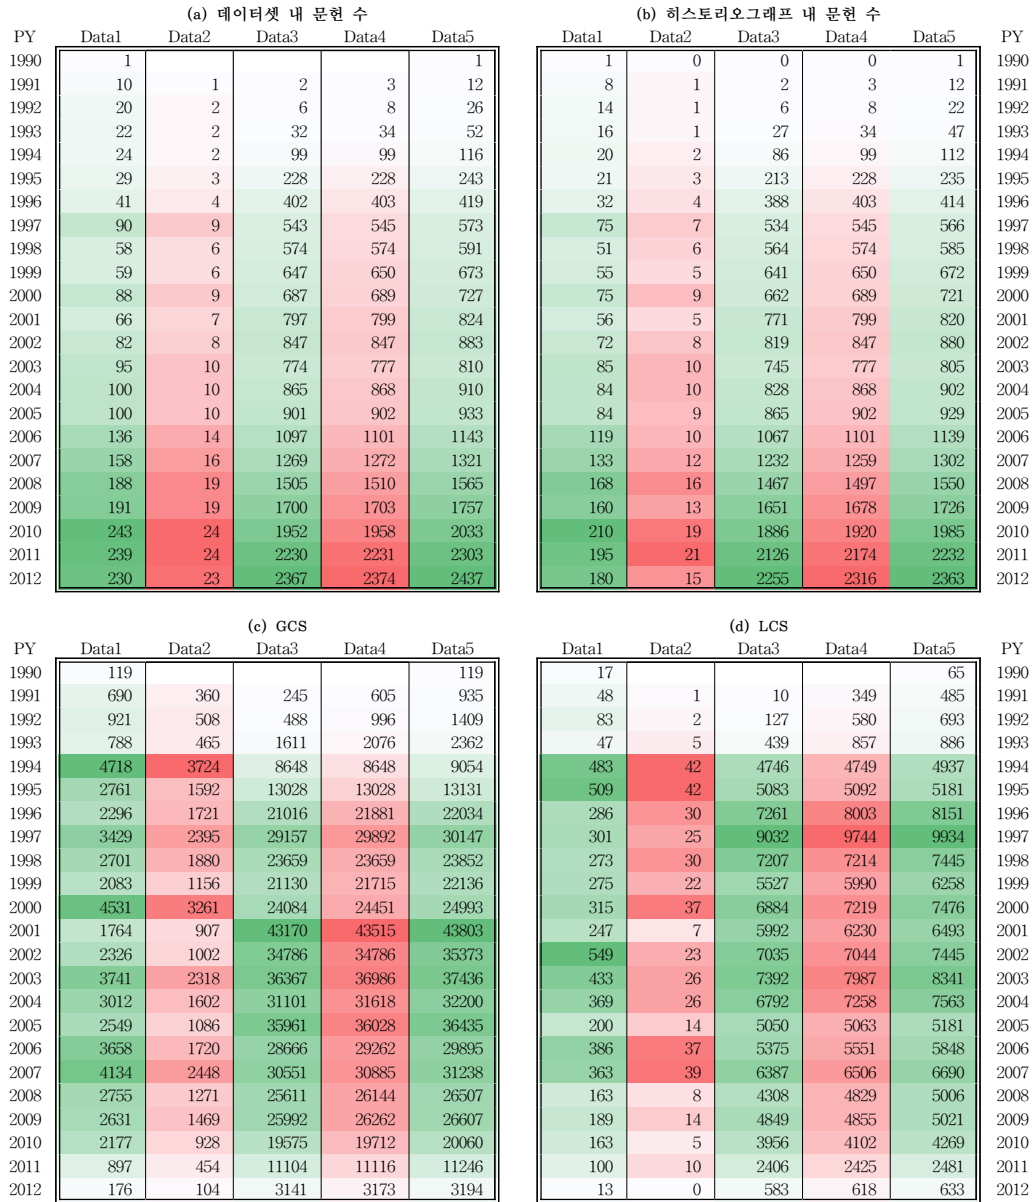 (a) 데이터셋 내 문헌 수
PY Data1 Data2 Data3 Data4 Data5
1990 1 1
1991 10 1 2 3 12
1992 20 2 6 8 26
1993 22 2 32 34 52
1994 24 2 99 99 116
1995 29 3 228 228 243
1996 41 4 402 403 419
1997 90 9 543 545 573
1998 58 6 574 574 591
1999 59 6 647 650 673
2000 88 9 687 689 727
2001 66 7 797 799 824
2002 82 8 847 847 883
2003 95 10 774 777 810
2004 100 10 865 868 910
2005 100 10 901 902 933
2006 136 14 1097 1101 1143
2007 158 16 1269 1272 1321
2008 188 19 1505 1510 1565
2009 191 19 1700 1703 1757
2010 243 24 1952 1958 2033
2011 239 24 2230 2231 2303
2012 230 23 2367 2374 2437
(b) 히스토리오그래프 내 문헌 수
Data1 Data2 Data3 Data4 Data5 PY
1 0 0 0 1 1990
8 1 2 3 12 1991
14 1 6 8 22 1992
16 1 27 34 47 1993
20 2 86 99 112 1994
21 3 213 228 235 1995
32 4 388 403 414 1996
75 7 534 545 566 1997
51 6 564 574 585 1998
55 5 641 650 672 1999
75 9 662 689 721 2000
56 5 771 799 820 2001
72 8 819 847 880 2002
85 10 745 777 805 2003
84 10 828 868 902 2004
84 9 865 902 929 2005
119 10 1067 1101 1139 2006
133 12 1232 1259 1302 2007
168 16 1467 1497 1550 2008
160 13 1651 1678 1726 2009
210 19 1886 1920 1985 2010
195 21 2126 2174 2232 2011
180 15 2255 2316 2363 2012
(c) GCS
PY Data1 Data2 Data3 Data4 Data5
1990 119 119
1991 690 360 245 605 935
1992 921 508 488 996 1409
1993 788 465 1611 2076 2362
1994 4718 3724 8648 8648 9054
1995 2761 1592 13028 13028 13131
1996 2296 1721 21016 21881 22034
1997 3429 2395 29157 29892 30147
1998 2701 1880 23659 23659 23852
1999 2083 1156 21130 21715 22136
2000 4531 3261 24084 24451 24993
2001 1764 907 43170 43515 43803
2002 2326 1002 34786 34786 35373
2003 3741 2318 36367 36986 37436
2004 3012 1602 31101 31618 32200
2005 2549 1086 35961 36028 36435
2006 3658 1720 28666 29262 29895
2007 4134 2448 30551 30885 31238
2008 2755 1271 25611 26144 26507
2009 2631 1469 25992 26262 26607
2010 2177 928 19575 19712 20060
2011 897 454 11104 11116 11246
2012 176 104 3141 3173 3194
(d) LCS
Data1 Data2 Data3 Data4 Data5 PY
17 65 1990
48 1 10 349 485 1991
83 2 127 580 693 1992
47 5 439 857 886 1993
483 42 4746 4749 4937 1994
509 42 5083 5092 5181 1995
286 30 7261 8003 8151 1996
301 25 9032 9744 9934 1997
273 30 7207 7214 7445 1998
275 22 5527 5990 6258 1999
315 37 6884 7219 7476 2000
247 7 5992 6230 6493 2001
549 23 7035 7044 7445 2002
433 26 7392 7987 8341 2003
369 26 6792 7258 7563 2004
200 14 5050 5063 5181 2005
386 37 5375 5551 5848 2006
363 39 6387 6506 6690 2007
163 8 4308 4829 5006 2008
189 14 4849 4855 5021 2009
163 5 3956 4102 4269 2010
100 10 2406 2425 2481 2011
13 0 583 618 633 2012